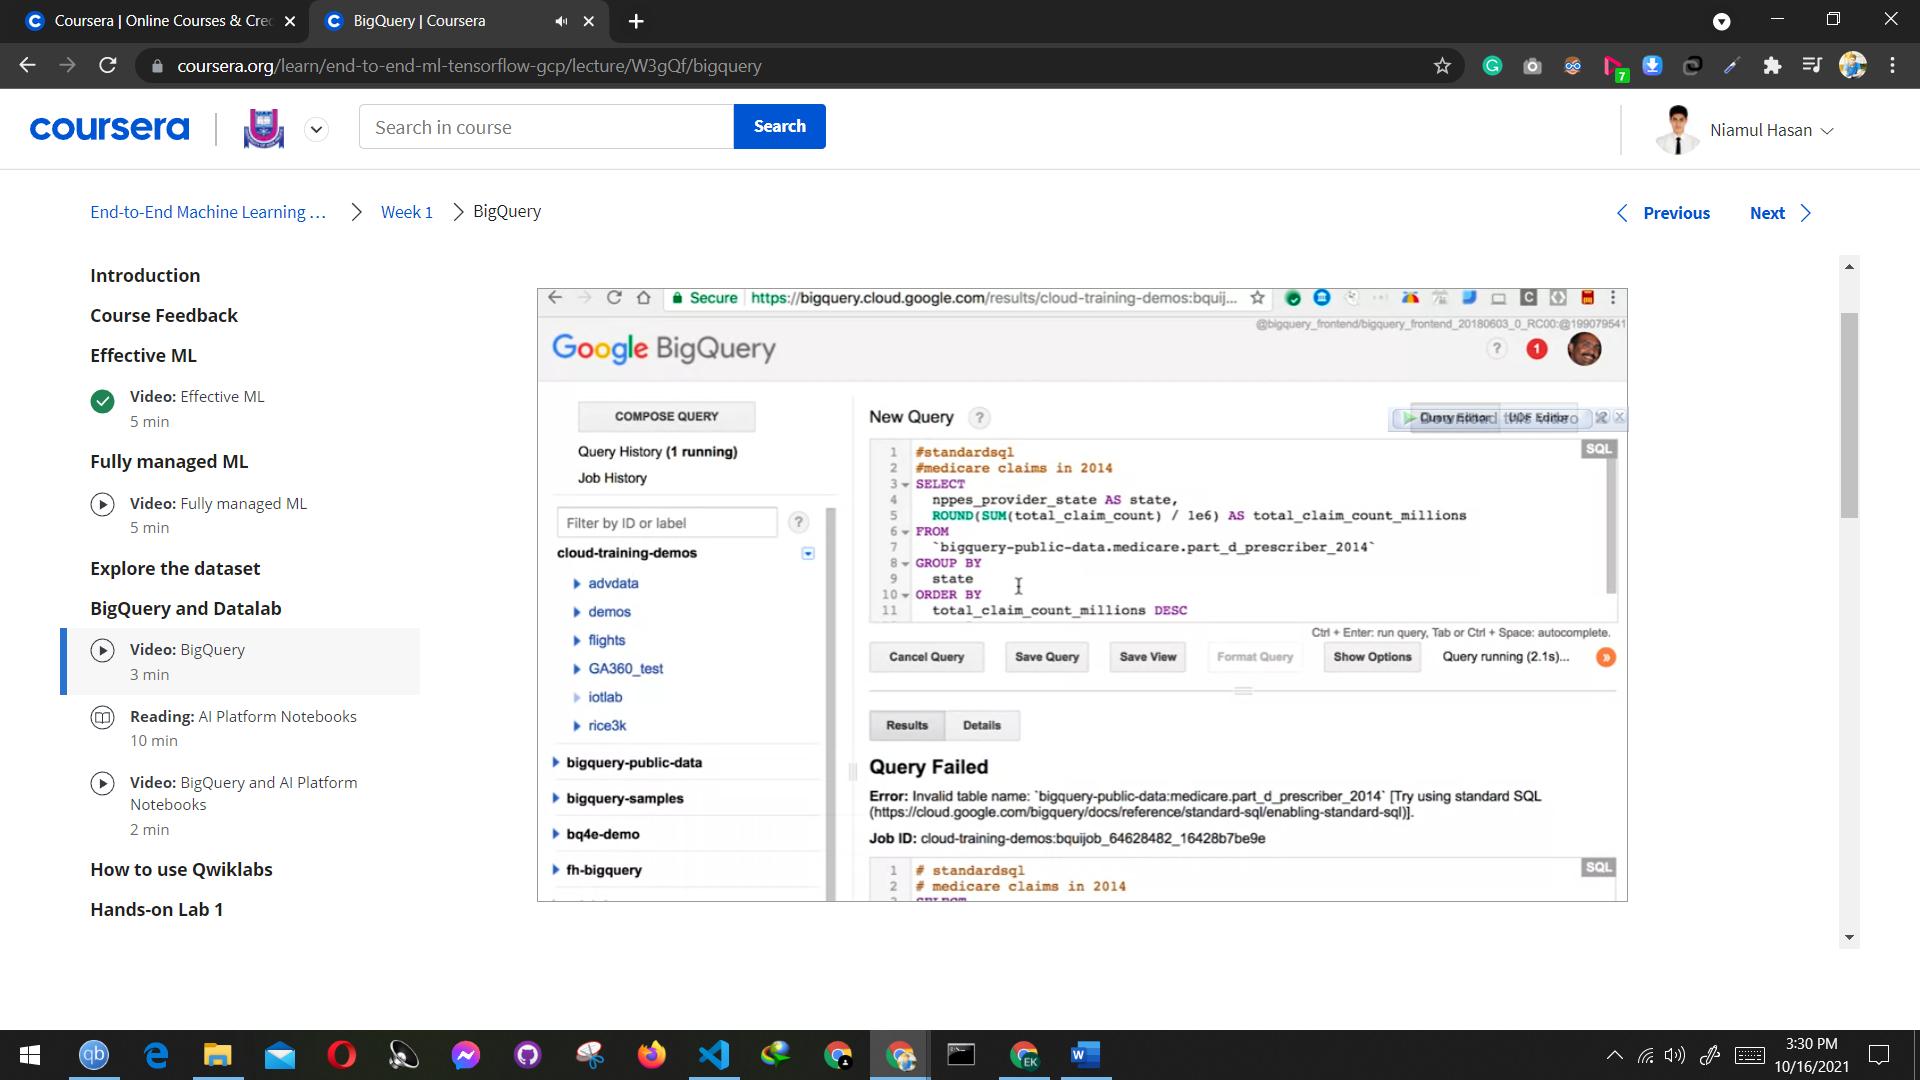 Coursera | Online Courses & Cre
BigQuery | Coursera
coursera.org/learn/end-to-end-ml-tensorflow-gcp/lecture/W3gQf/bigquery
7
coursera
Search in course
Search
Niamul Hasan
End-to-End Machine Learning …
Week 1
BigQuery
Previous
Next
Introduction
Course Feedback
Effective ML
Video: Effective ML
5 min
Fully managed ML
Video: Fully managed ML
5 min
Explore the dataset
BigQuery and Datalab
Video: BigQuery
3 min
Reading: AI Platform Notebooks
10 min
Video: BigQuery and AI Platform
Notebooks
2 min
How to use Qwiklabs
Hands-on Lab 1
Secure
https://bigquery.cloud.google.com/results/cloud-training-demos:bquij...
@bigquery_frontend/bigquery_frontend_20180603_0_RC00:@199079541
Google BigQuery
?
1
COMPOSE QUERY
Query History (1 running)
Job History
Filter by ID or label
?
cloud-training-demos
advdata
demos
flights
GA360_test
iotlab
rice3k
bigquery-public-data
bigquery-samples
bq4e-demo
fh-bigquery
New Query
?
Query Editor
UDF Editor
SQL
1 #standardsql
2 #medicare claims in 2014
3 SELECT
4 nppes_provider_state AS state,
5 ROUND(SUM(total_claim_count) / 1e6) AS total_claim_count_millions
6 FROM
7 `bigquery-public-data.medicare.part_d_prescriber_2014`
8 GROUP BY
9 state
10 ORDER BY
11 total_claim_count_millions DESC
Ctrl + Enter: run query, Tab or Ctrl + Space: autocomplete.
Cancel Query
Save Query
Save View
Format Query
Show Options
Query running (2.1s)...
Results
Details
Query Failed
Error: Invalid table name: `bigquery-public-data:medicare.part_d_prescriber_2014` [Try using standard SQL
(https://cloud.google.com/bigquery/docs/reference/standard-sql/enabling-standard-sql)].
Job ID: cloud-training-demos:bquijob_64628482_16428b7be9e
SQL
1 # standardsql
2 # medicare claims in 2014
qb
EK
3:30 PM
10/16/2021